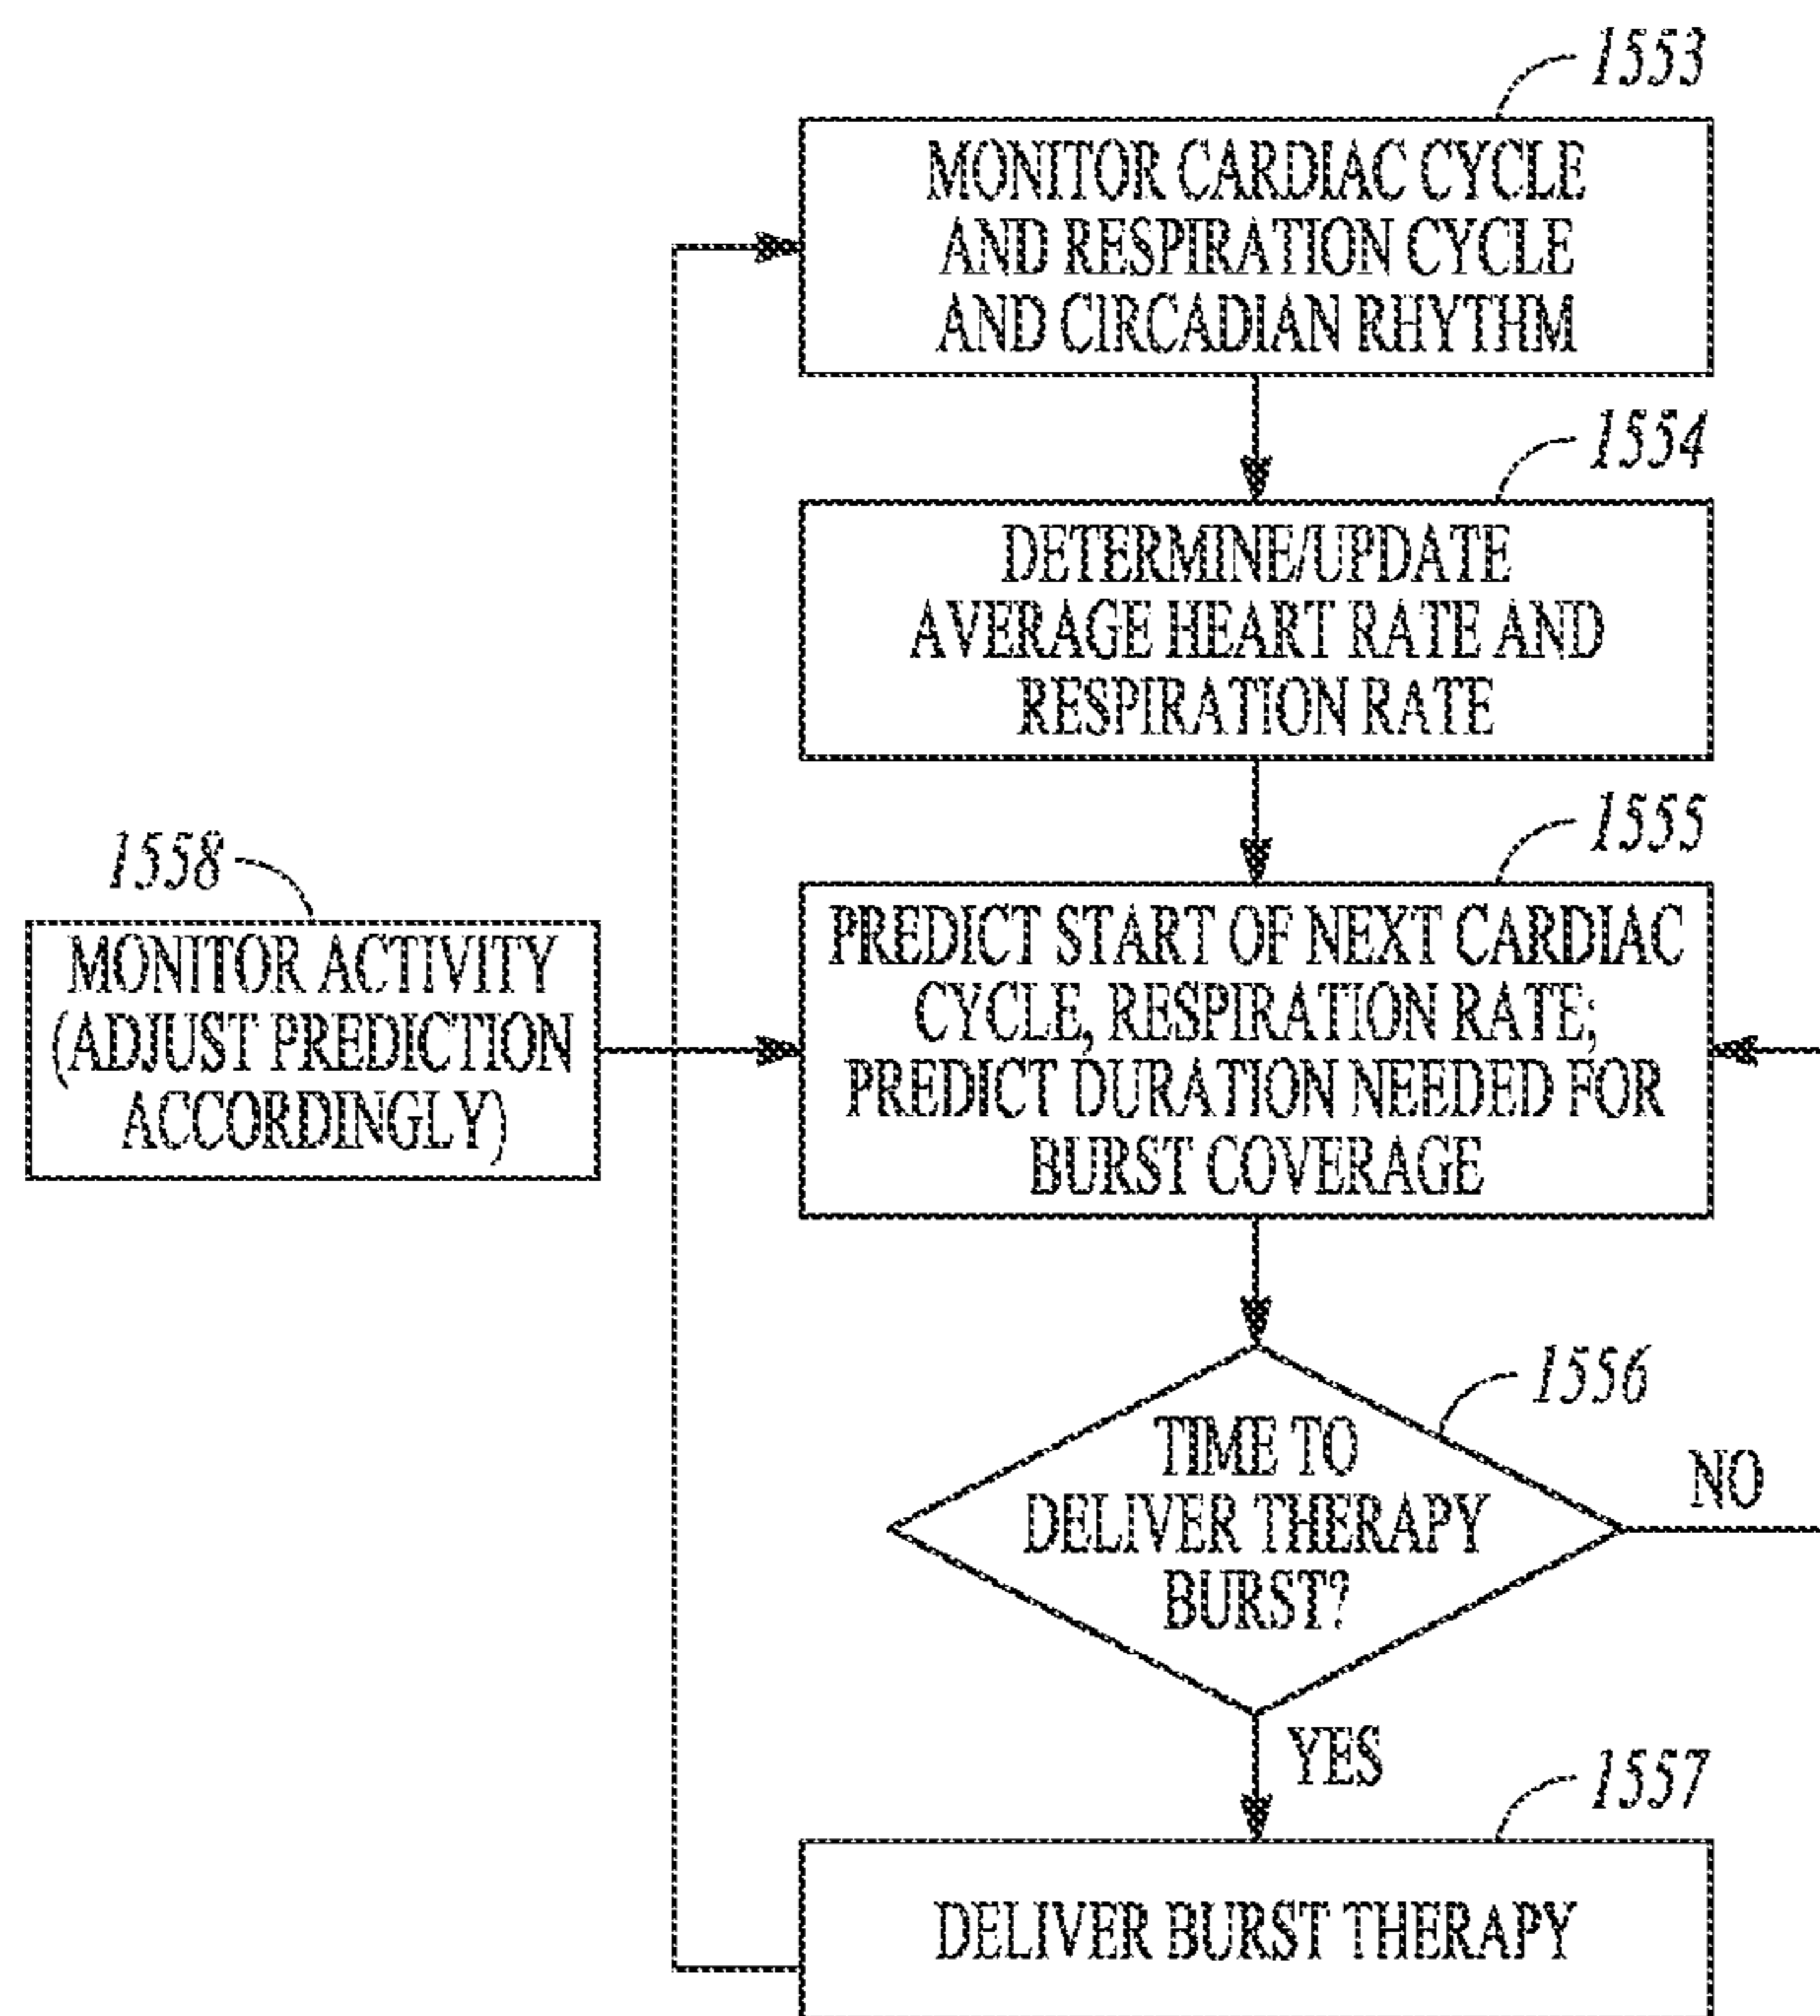 1553
MONITOR CARDIAC CYCLE
AND RESPIRATION CYCLE
AND CIRCADIAN RHYTHM
1554
DETERMINE/UPDATE
AVERAGE HEART RATE AND
RESPIRATION RATE
1555
PREDICT START OF NEXT CARDIAC
CYCLE, RESPIRATION RATE;
PREDICT DURATION NEEDED FOR
BURST COVERAGE
1558
MONITOR ACTIVITY
(ADJUST PREDICTION
ACCORDINGLY)
1556
TIME TO
DELIVER THERAPY
BURST?
NO
YES
1557
DELIVER BURST THERAPY